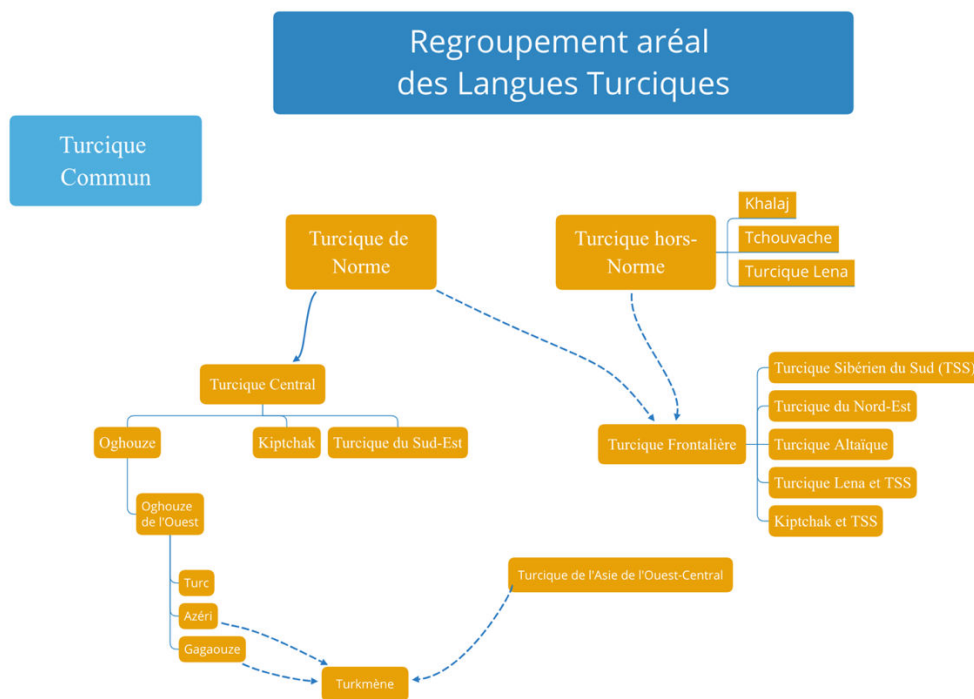 Regroupement aréal
des Langues Turciques
Turcique
Commun
Turcique de
Norme
Turcique hors-
Norme
Khalaj
Tchouvache
Turcique Lena
Turcique Central
Oghouze
Kiptchak
Turcique du Sud-Est
Turcique Frontalière
Turcique Sibérien du Sud (TSS)
Turcique du Nord-Est
Turcique Altaïque
Turcique Lena et TSS
Kiptchak et TSS
Oghouze
de l'Ouest
Turc
Azéri
Gagaouze
Turcique de l'Asie de l'Ouest-Central
Turkmène